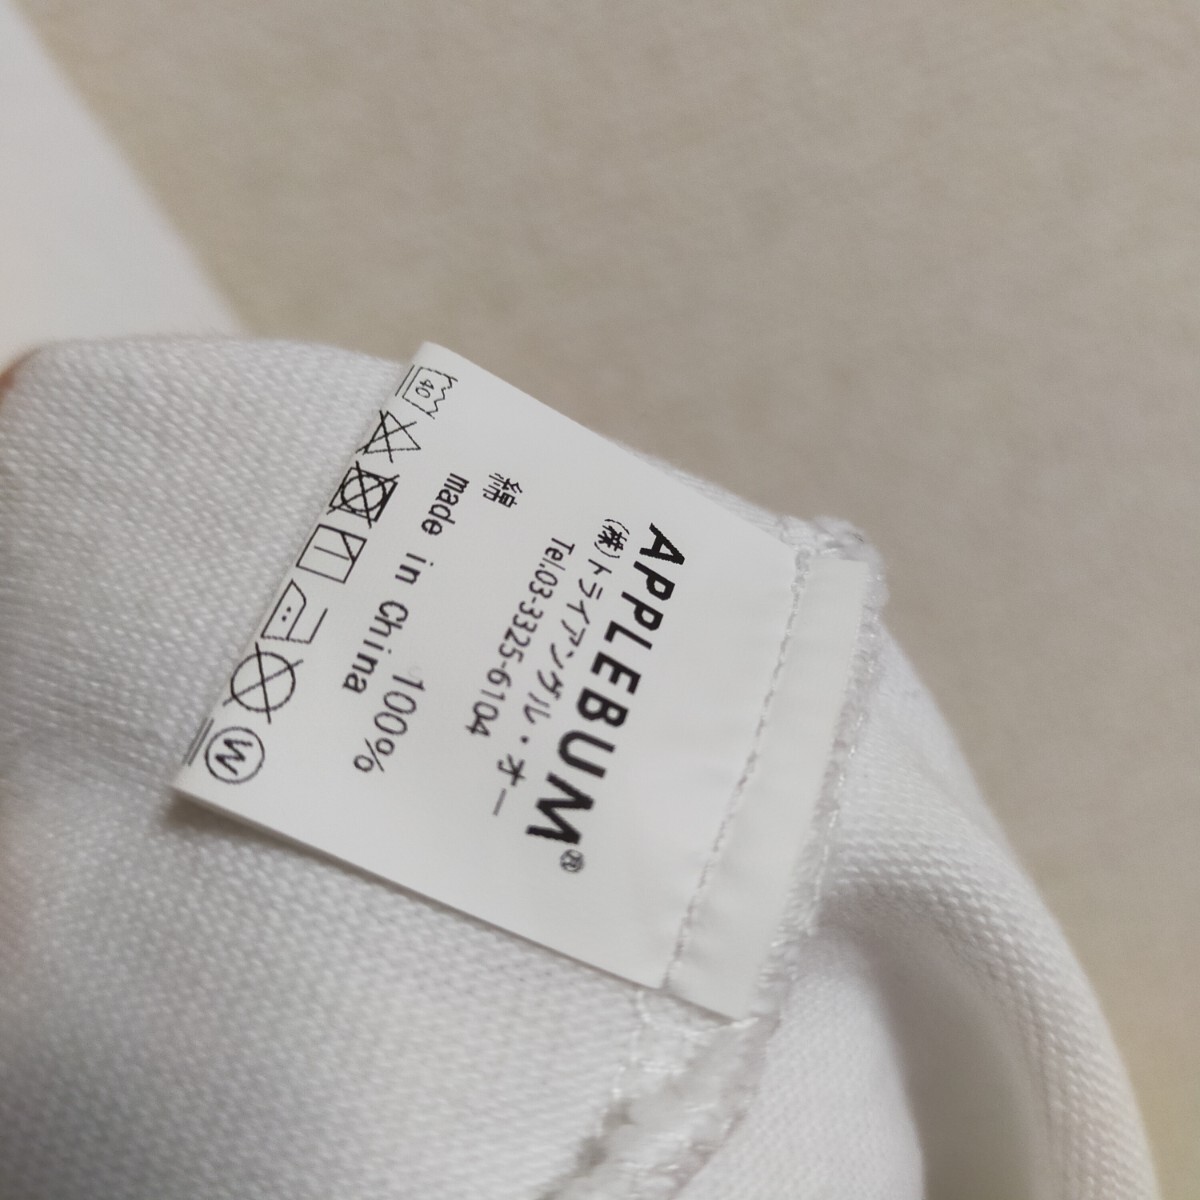 APPLEBUM®
(株)トライアングル・オー
Tel.03-3325-6104
綿 100%
made in China
40
W